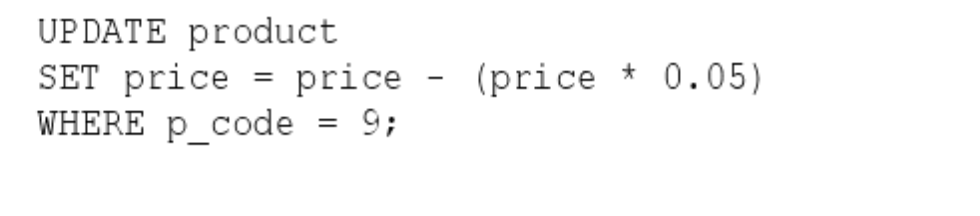 UPDATE product
SET price = price - (price * 0.05)
WHERE p_code = 9;